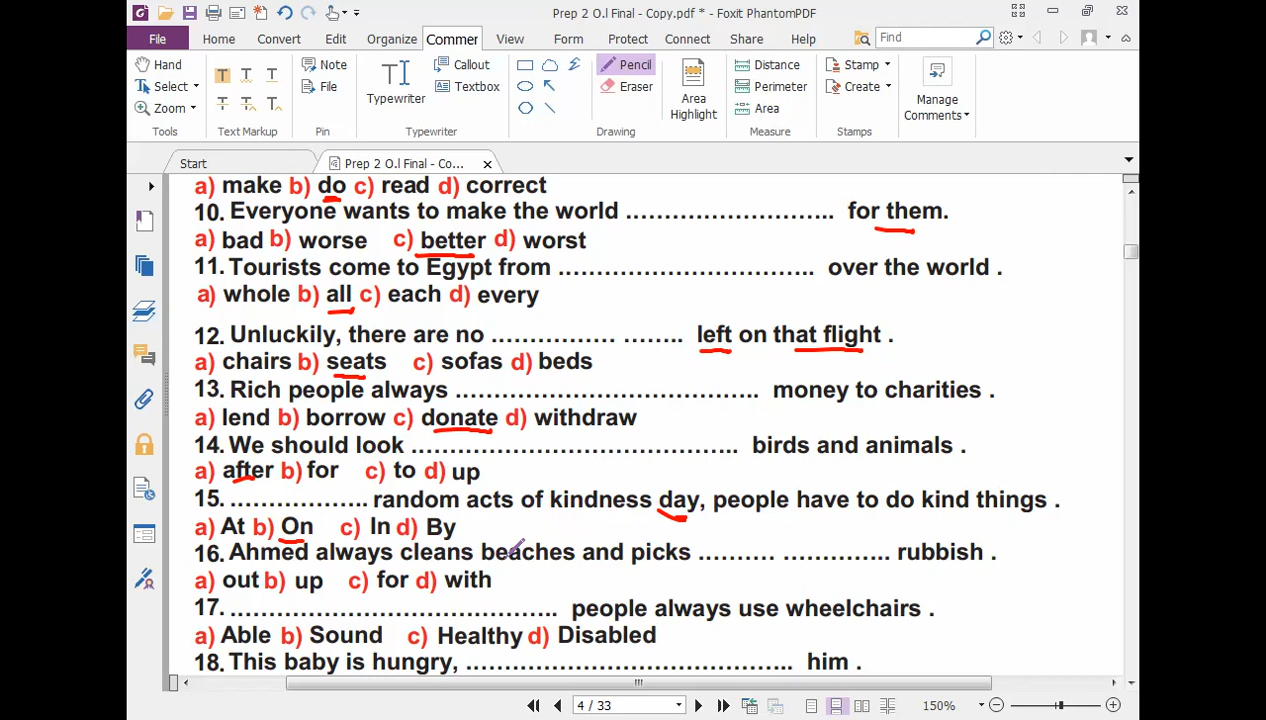 Prep 2 O.l Final - Copy.pdf * - Foxit PhantomPDF
File Home Convert Edit Organize Commer View Form Protect Connect Share Help Find
Hand Note Callout Pencil Distance Stamp
Select File Textbox Eraser Perimeter Create
Zoom Typewriter Area Highlight Area Manage Comments
Tools Text Markup Pin Typewriter Drawing Measure Stamps
Start Prep 2 O.l Final - Co...
a) make b) do c) read d) correct
10. Everyone wants to make the world ……………………….. for them.
a) bad b) worse c) better d) worst
11. Tourists come to Egypt from ………………………….. over the world .
a) whole b) all c) each d) every
12. Unluckily, there are no …………… …….. left on that flight .
a) chairs b) seats c) sofas d) beds
13. Rich people always ……………………………….. money to charities .
a) lend b) borrow c) donate d) withdraw
14. We should look ………………………………….. birds and animals .
a) after b) for c) to d) up
15. …………….. random acts of kindness day, people have to do kind things .
a) At b) On c) In d) By
16. Ahmed always cleans beaches and picks ………. ………….. rubbish .
a) out b) up c) for d) with
17. ………………………………….. people always use wheelchairs .
a) Able b) Sound c) Healthy d) Disabled
18. This baby is hungry, ………………………………….. him .
4 / 33 150%